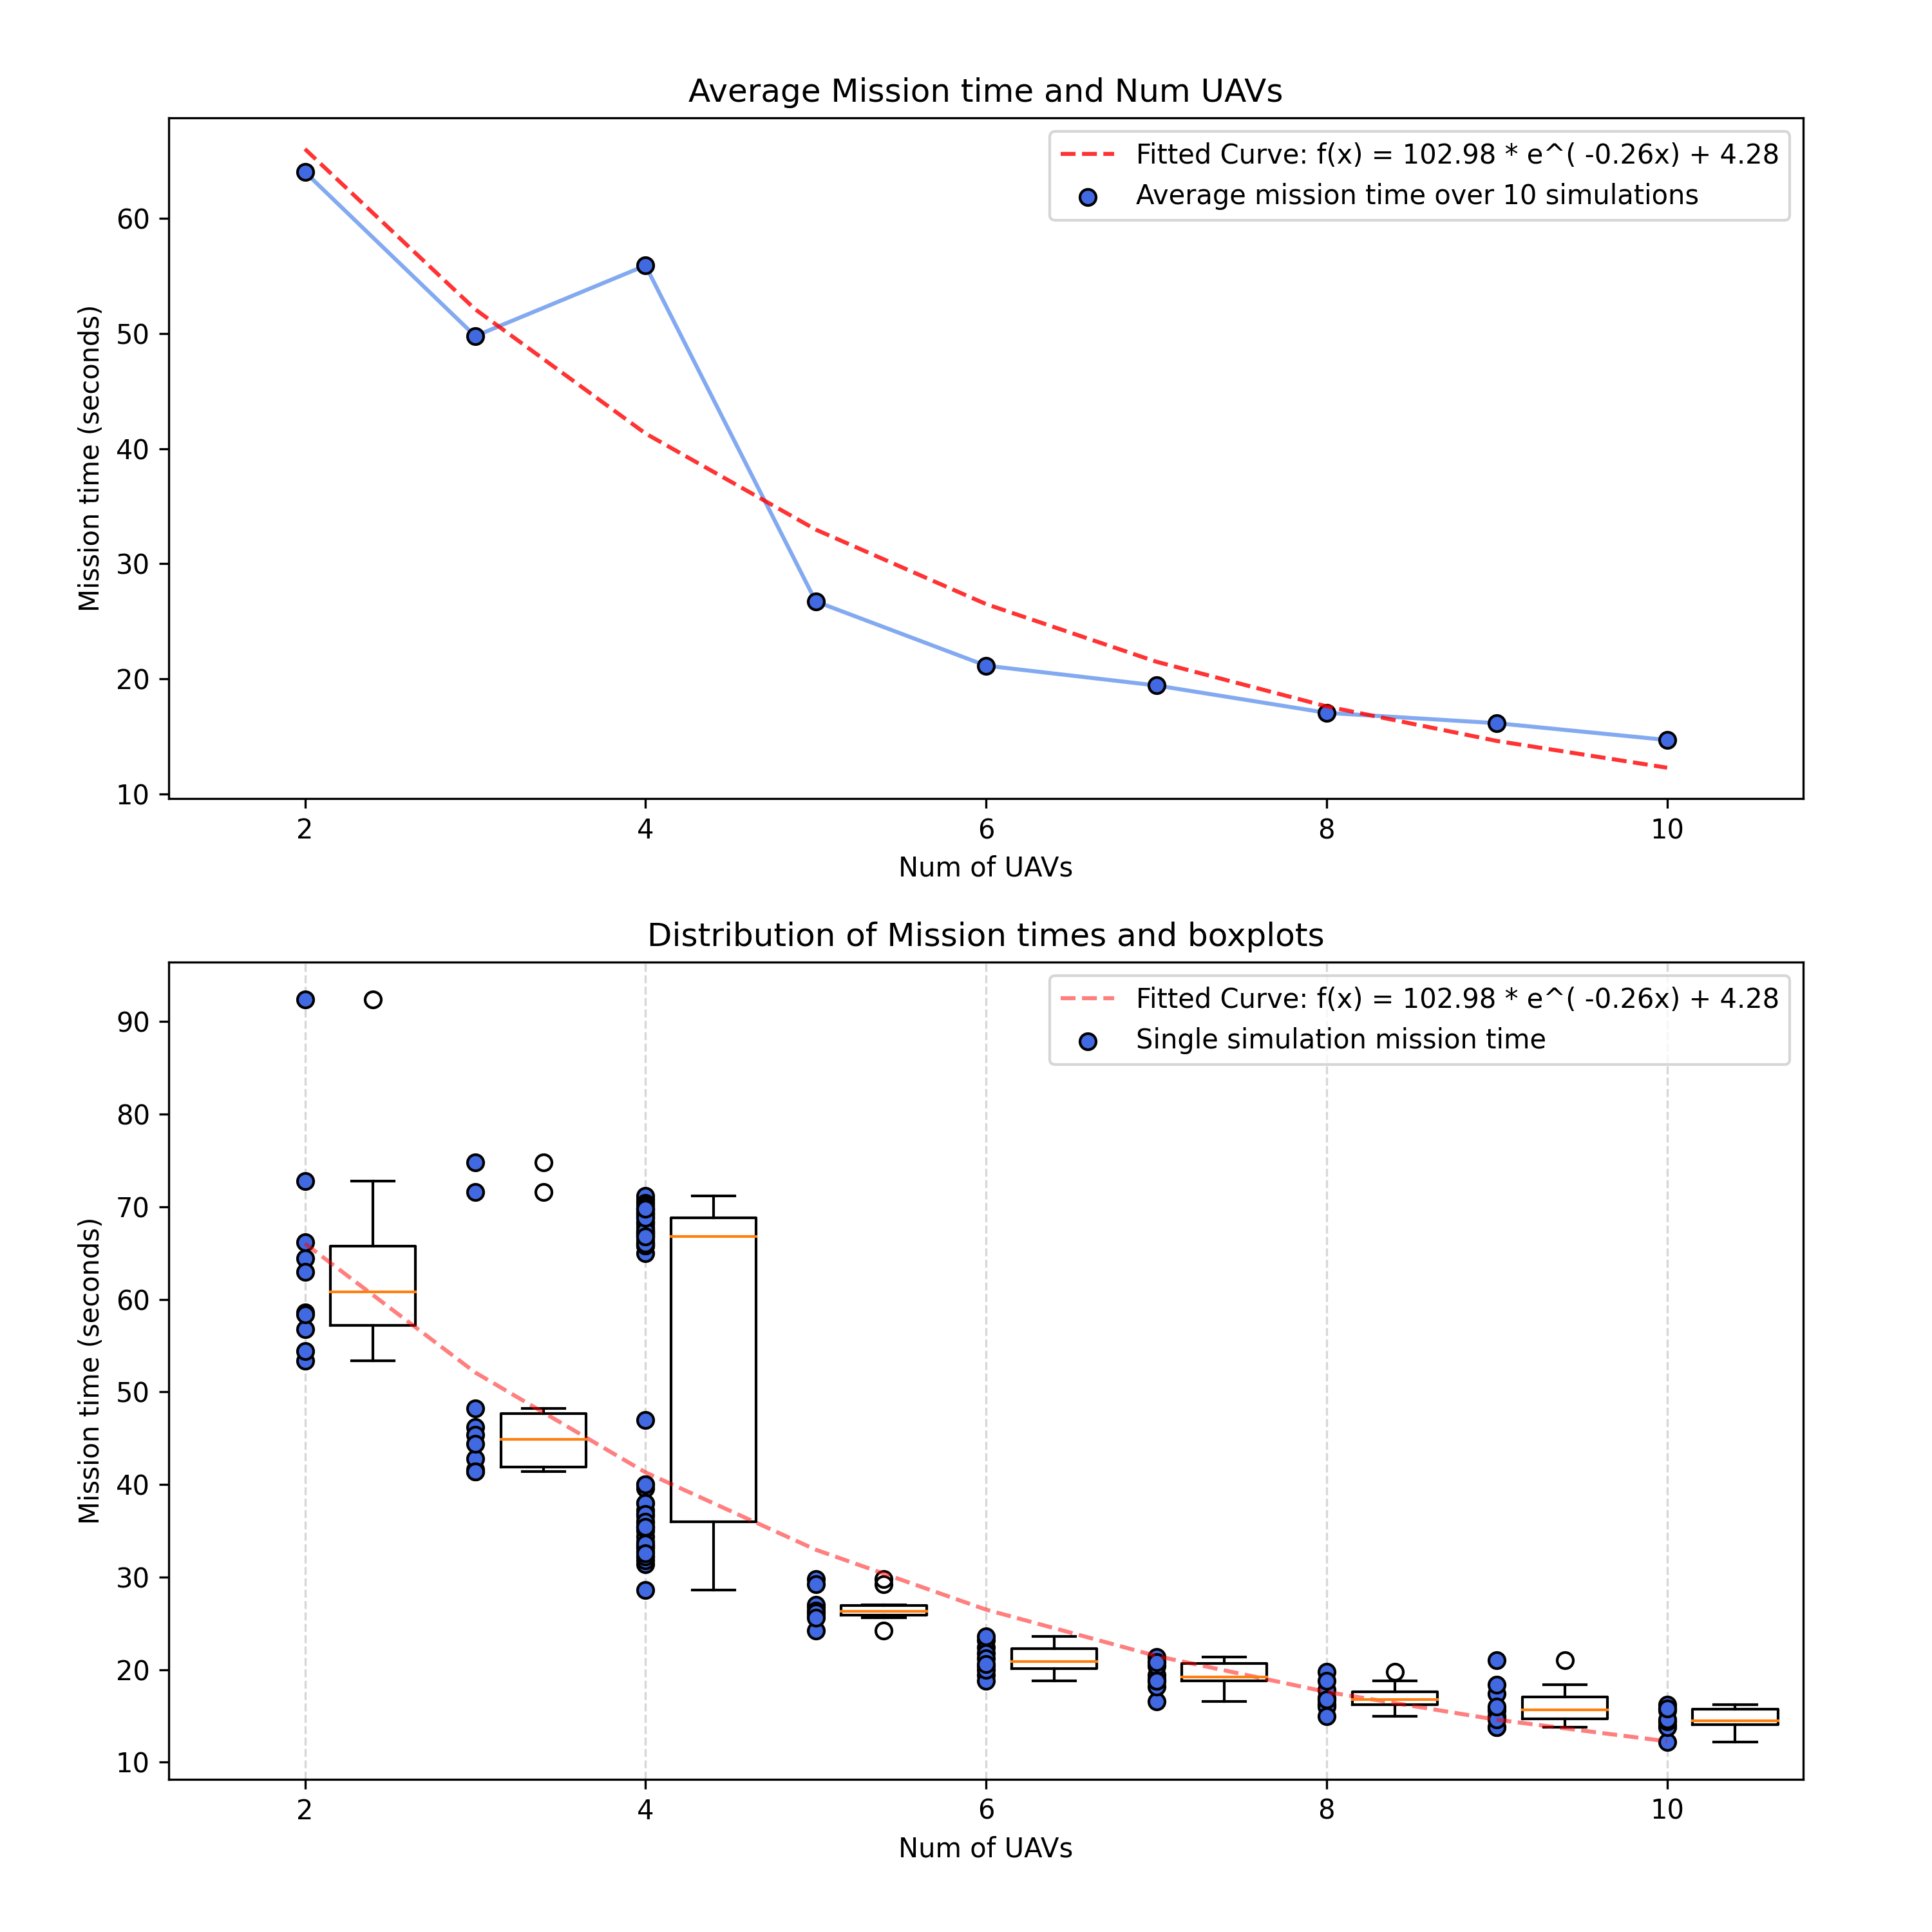 Average Mission time and Num UAVs
Fitted Curve: f(x) = 102.98 * e^( -0.26x) + 4.28
Average mission time over 10 simulations
Mission time (seconds)
60
50
40
30
20
10
2 4 6 8 10
Num of UAVs
Distribution of Mission times and boxplots
Fitted Curve: f(x) = 102.98 * e^( -0.26x) + 4.28
Single simulation mission time
Mission time (seconds)
90
80
70
60
50
40
30
20
10
2 4 6 8 10
Num of UAVs